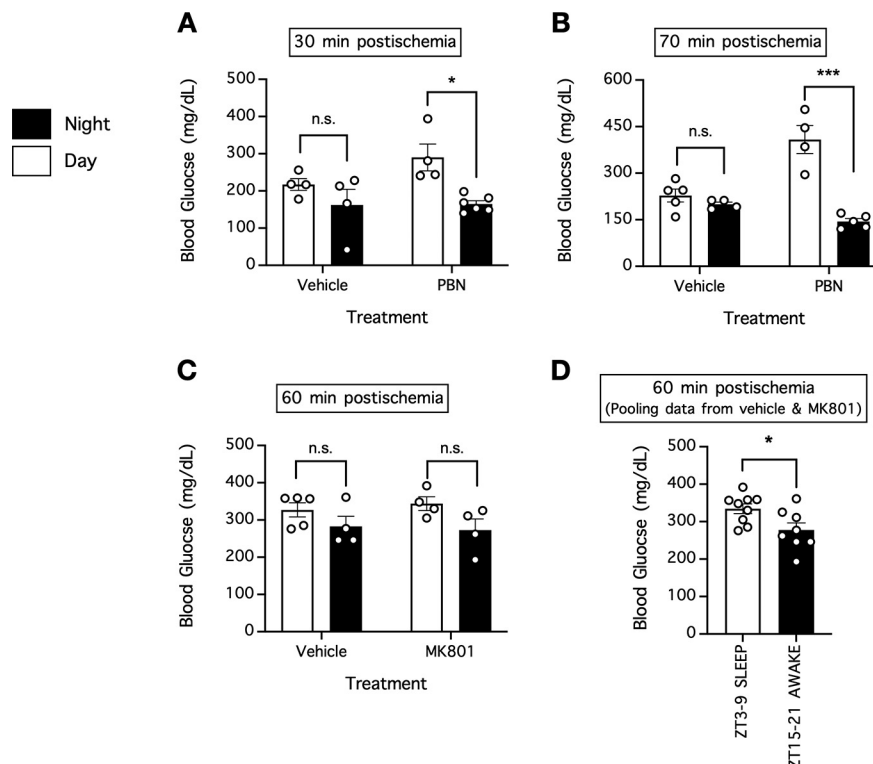 A
30 min postischemia
B
70 min postischemia
Night
Day
Blood Gluocse (mg/dL)
500
400
300
200
100
0
n.s.
*
Vehicle
PBN
Treatment
Blood Gluocse (mg/dL)
600
450
300
150
0
n.s.
***
Vehicle
PBN
Treatment
C
60 min postischemia
D
60 min postischemia
(Pooling data from vehicle & MK801)
Blood Gluocse (mg/dL)
500
400
300
200
100
0
n.s.
n.s.
Vehicle
MK801
Treatment
Blood Gluocse (mg/dL)
500
400
300
200
100
0
*
ZT3-9 SLEEP
ZT15-21 AWAKE